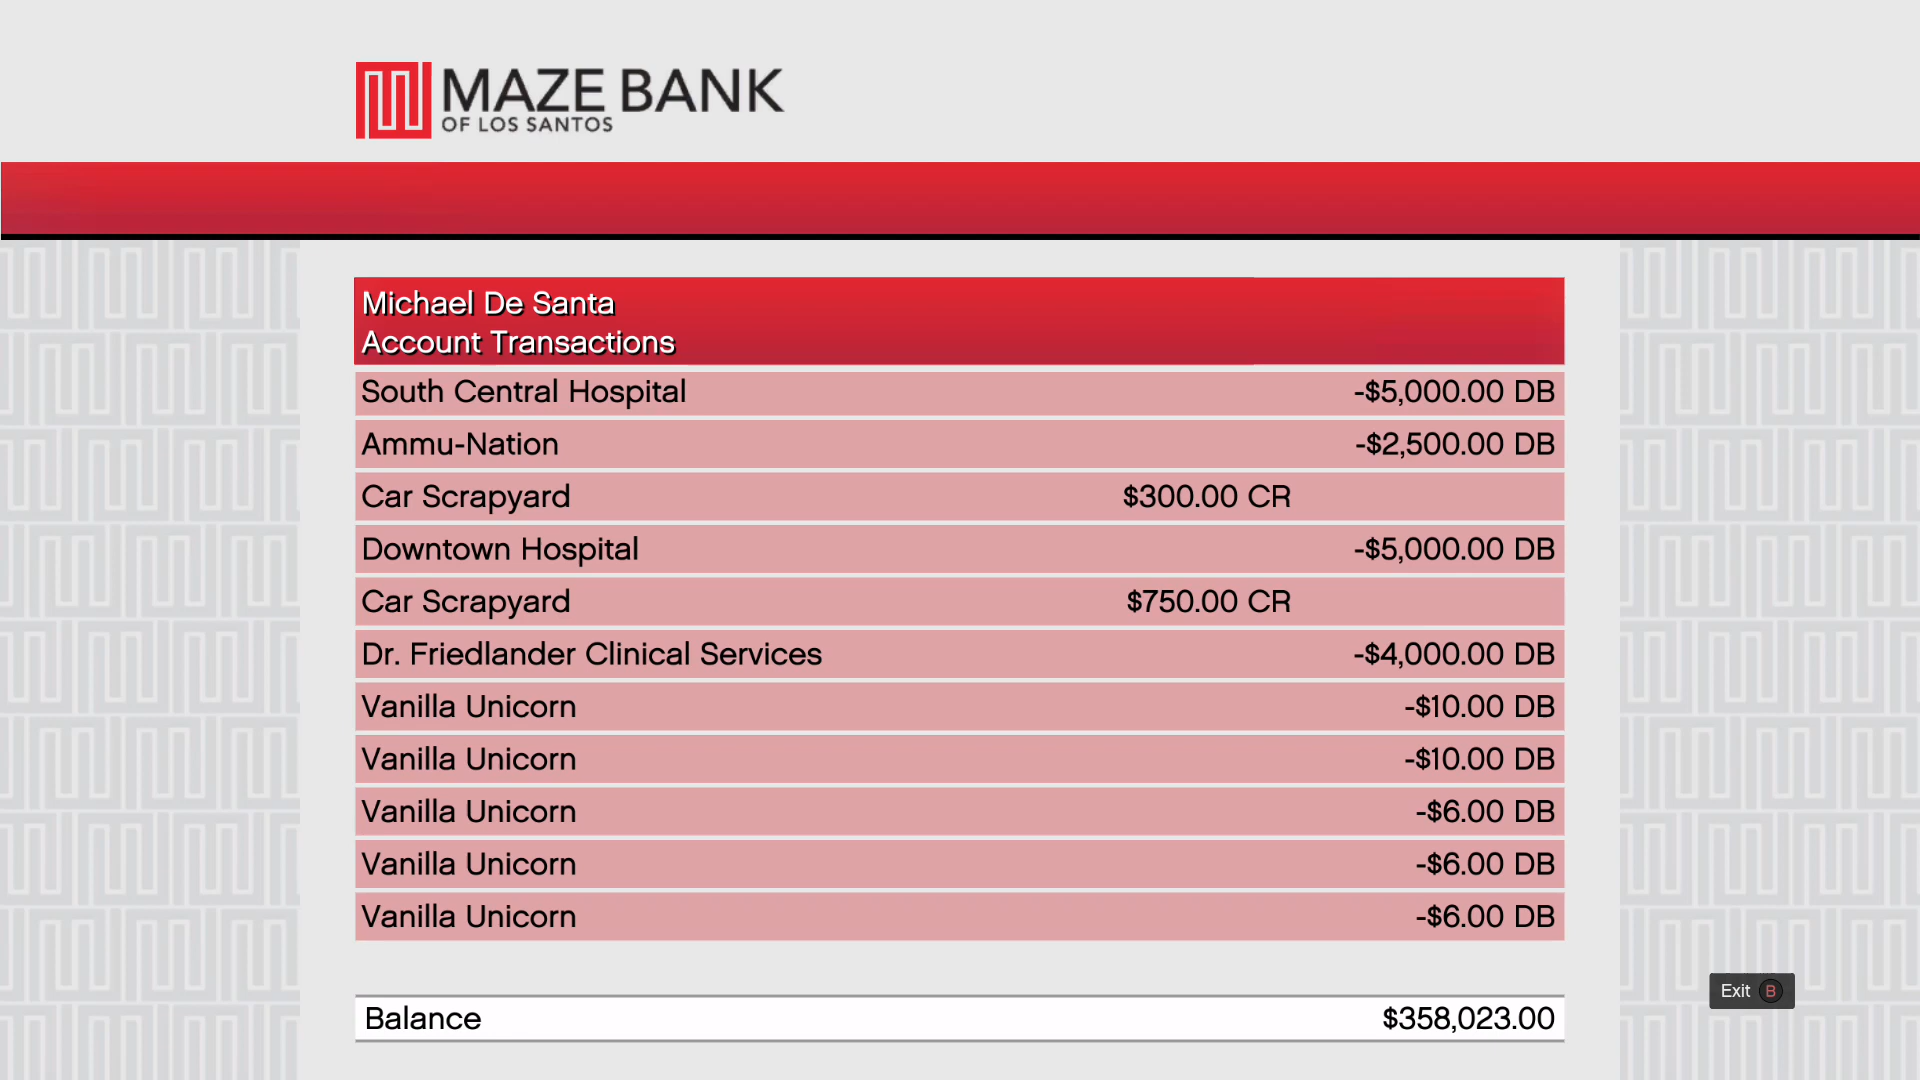 MAZE BANK
OF LOS SANTOS
Michael De Santa
Account Transactions
South Central Hospital -$5,000.00 DB
Ammu-Nation -$2,500.00 DB
Car Scrapyard $300.00 CR
Downtown Hospital -$5,000.00 DB
Car Scrapyard $750.00 CR
Dr. Friedlander Clinical Services -$4,000.00 DB
Vanilla Unicorn -$10.00 DB
Vanilla Unicorn -$10.00 DB
Vanilla Unicorn -$6.00 DB
Vanilla Unicorn -$6.00 DB
Vanilla Unicorn -$6.00 DB
Exit B
Balance $358,023.00